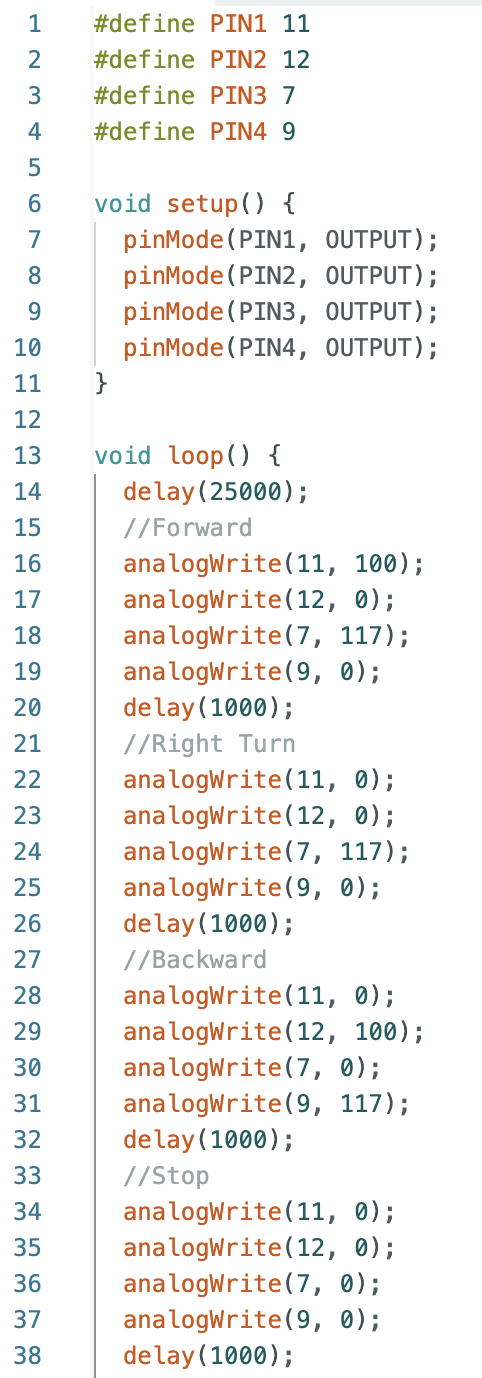 1 #define PIN1 11
2 #define PIN2 12
3 #define PIN3 7
4 #define PIN4 9
5
6 void setup() {
7   pinMode(PIN1, OUTPUT);
8   pinMode(PIN2, OUTPUT);
9   pinMode(PIN3, OUTPUT);
10   pinMode(PIN4, OUTPUT);
11 }
12
13 void loop() {
14   delay(25000);
15   //Forward
16   analogWrite(11, 100);
17   analogWrite(12, 0);
18   analogWrite(7, 117);
19   analogWrite(9, 0);
20   delay(1000);
21   //Right Turn
22   analogWrite(11, 0);
23   analogWrite(12, 0);
24   analogWrite(7, 117);
25   analogWrite(9, 0);
26   delay(1000);
27   //Backward
28   analogWrite(11, 0);
29   analogWrite(12, 100);
30   analogWrite(7, 0);
31   analogWrite(9, 117);
32   delay(1000);
33   //Stop
34   analogWrite(11, 0);
35   analogWrite(12, 0);
36   analogWrite(7, 0);
37   analogWrite(9, 0);
38   delay(1000);